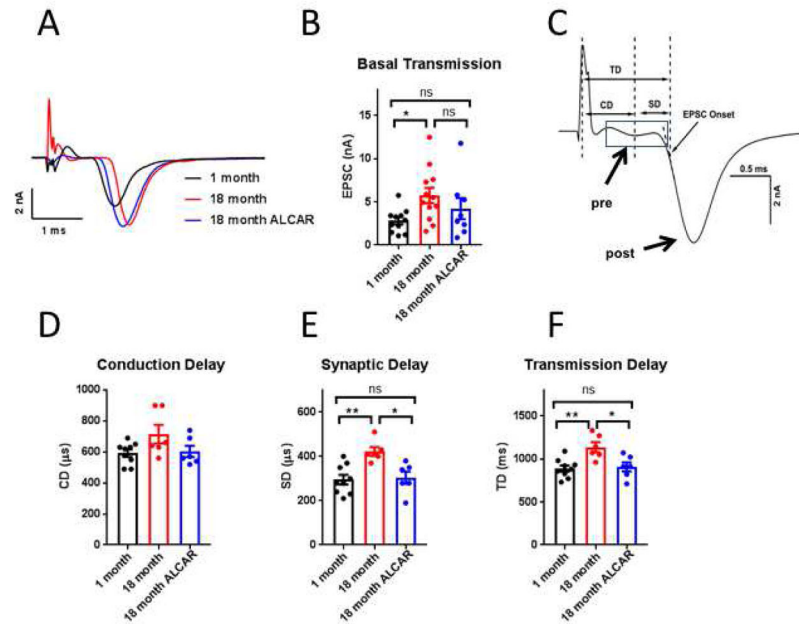 A
2 nA
1 ms
1 month
18 month
18 month ALCAR
B
Basal Transmission
ns
* ns
EPSC (nA)
15
10
5
0
1 month
18 month
18 month ALCAR
C
TD
CD SD
EPSC Onset
pre
post
0.5 ms
2 nA
D
Conduction Delay
CD (µs)
1000
800
600
400
200
0
1 month
18 month
18 month ALCAR
E
Synaptic Delay
ns
** *
SD (µs)
600
400
200
0
1 month
18 month
18 month ALCAR
F
Transmission Delay
ns
** *
TD (ms)
1500
1000
500
0
1 month
18 month
18 month ALCAR